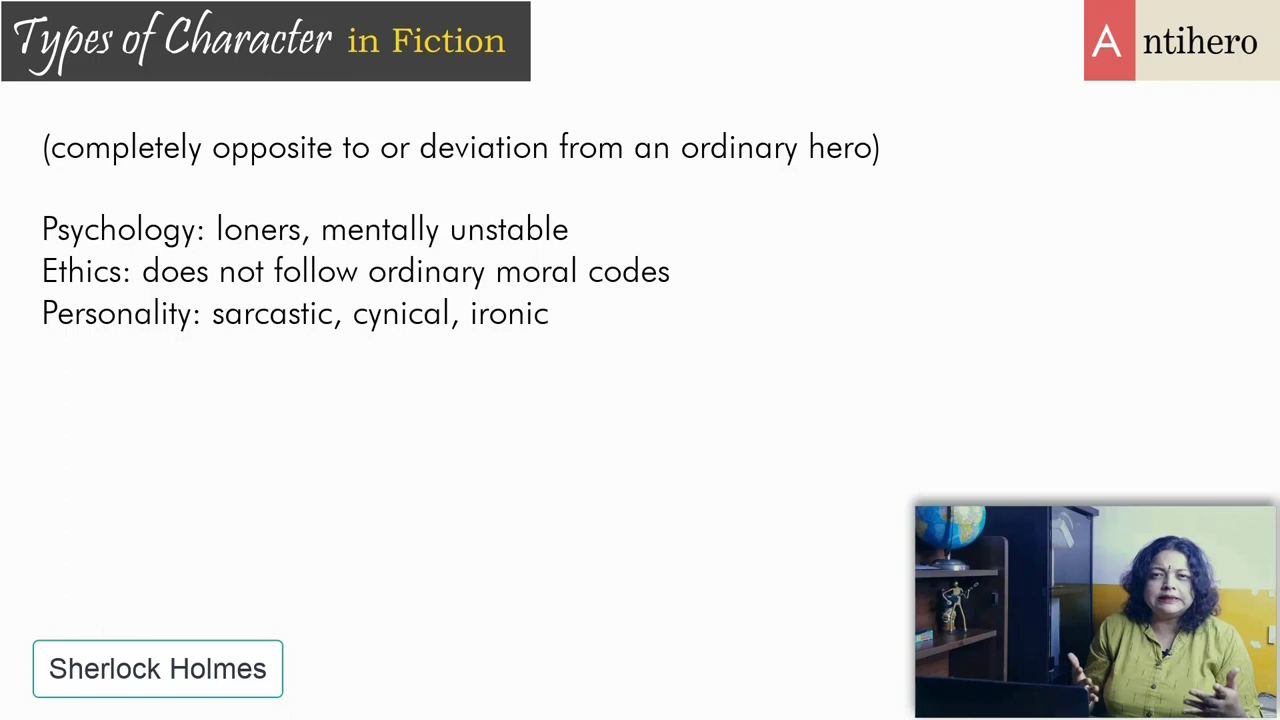 Types of Character in Fiction
Antihero
(completely opposite to or deviation from an ordinary hero)
Psychology: loners, mentally unstable
Ethics: does not follow ordinary moral codes
Personality: sarcastic, cynical, ironic
Sherlock Holmes